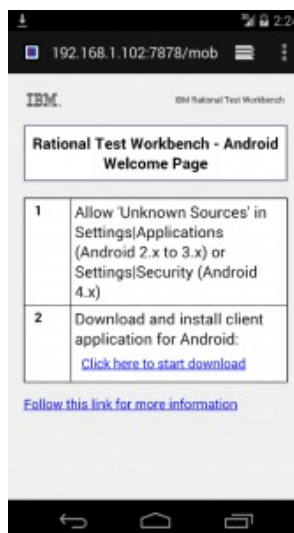 2:24
192.168.1.102:7878/mob
IBM.
IBM Rational Test Workbench
Rational Test Workbench - Android
Welcome Page
1
Allow 'Unknown Sources' in
Settings|Applications
(Android 2.x to 3.x) or
Settings|Security (Android
4.x)
2
Download and install client
application for Android:
Click here to start download
Follow this link for more information